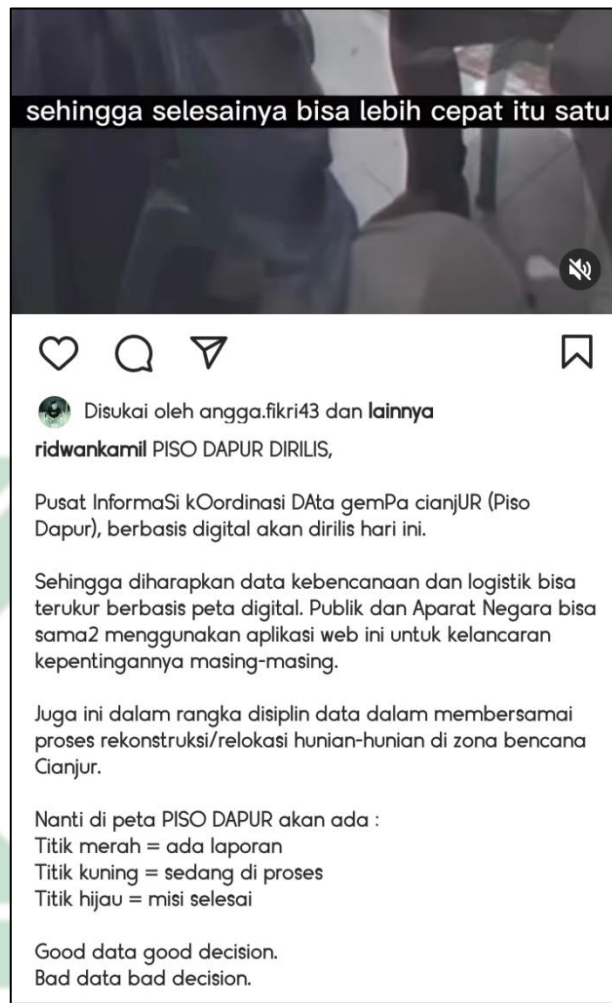 sehingga selesainya bisa lebih cepat itu satu
Disukai oleh angga.fikri43 dan lainnya
ridwankamil PISO DAPUR DIRILIS,
Pusat InformaSi kOordinasi DAta gemPa cianjUR (Piso
Dapur), berbasis digital akan dirilis hari ini.
Sehingga diharapkan data kebencanaan dan logistik bisa
terukur berbasis peta digital. Publik dan Aparat Negara bisa
sama2 menggunakan aplikasi web ini untuk kelancaran
kepentingannya masing-masing.
Juga ini dalam rangka disiplin data dalam membersamai
proses rekonstruksi/relokasi hunian-hunian di zona bencana
Cianjur.
Nanti di peta PISO DAPUR akan ada :
Titik merah = ada laporan
Titik kuning = sedang di proses
Titik hijau = misi selesai
Good data good decision.
Bad data bad decision.